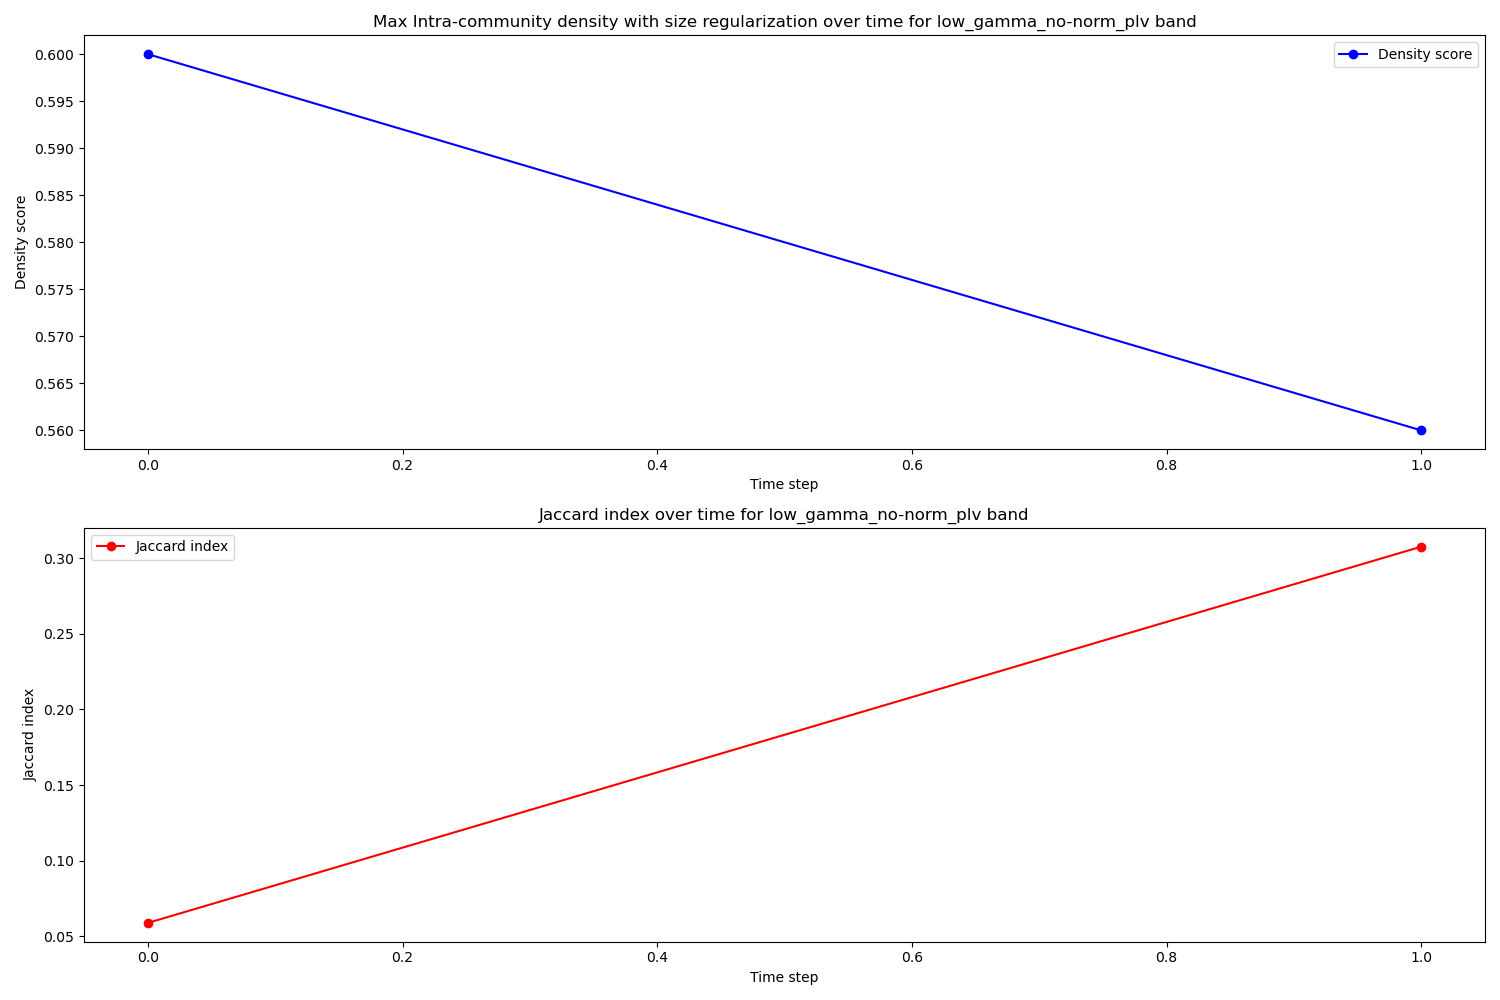 Max Intra-community density with size regularization over time for low_gamma_no-norm_plv band
Density score
0.600
0.595
0.590
0.585
0.580
0.575
0.570
0.565
0.560
Density score
0.0 0.2 0.4 0.6 0.8 1.0
Time step
Jaccard index over time for low_gamma_no-norm_plv band
Jaccard index
0.30
0.25
0.20
0.15
0.10
0.05
Jaccard index
0.0 0.2 0.4 0.6 0.8 1.0
Time step